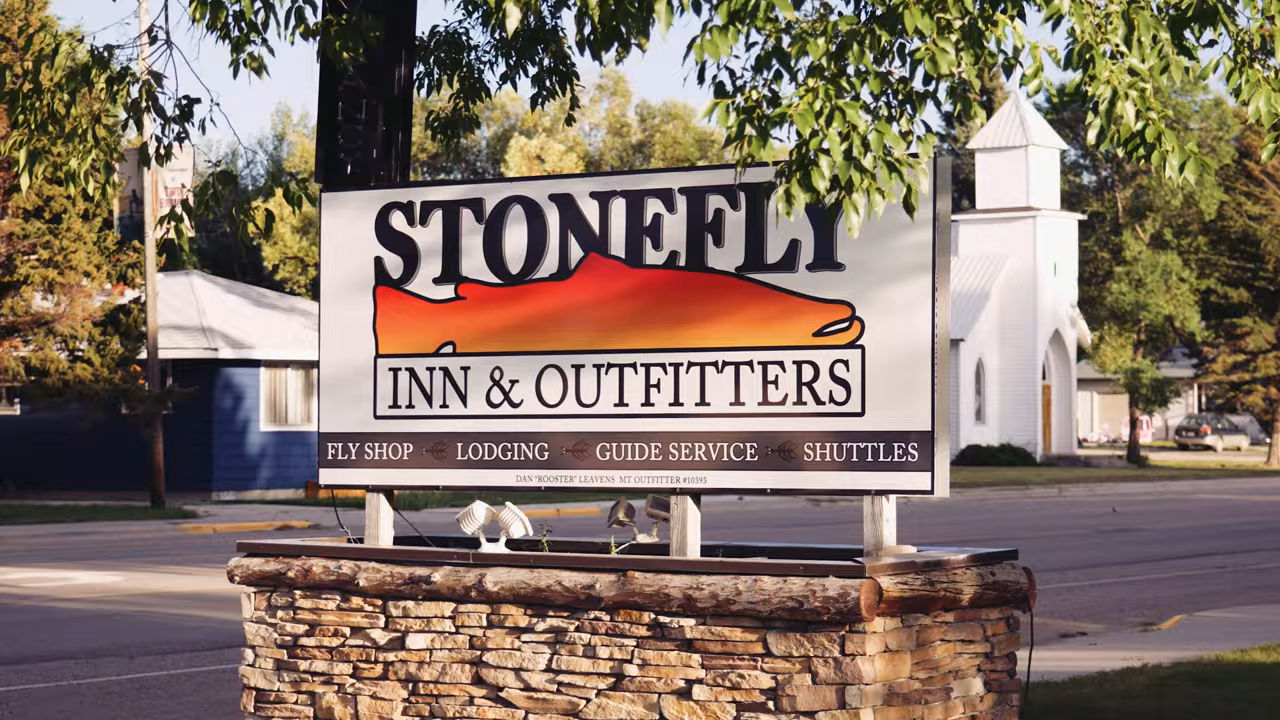 STONEFLY
INN & OUTFITTERS
FLY SHOP LODGING GUIDE SERVICE SHUTTLES
DAN "ROOSTER" LEAVENS MT OUTFITTER #10393